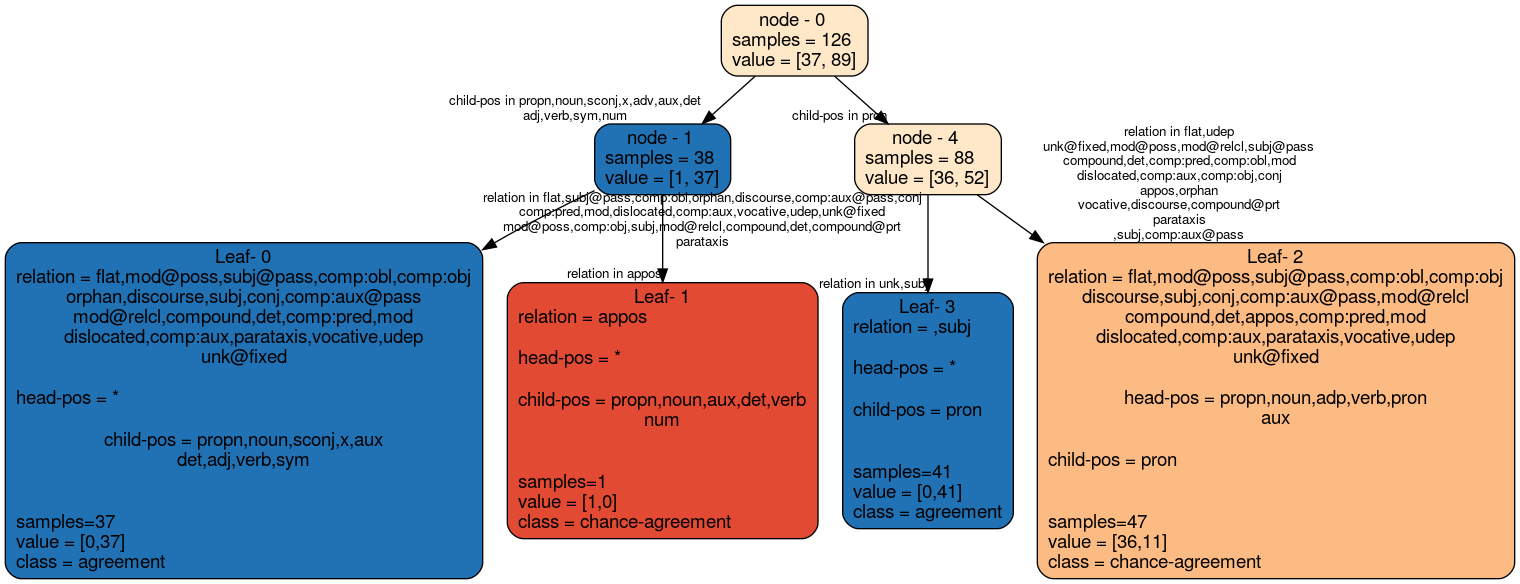 node - 0
samples = 126
value = [37, 89]
child-pos in propn,noun,sconj,x,adv,aux,det
adj,verb,sym,num
child-pos in pron
node - 1
samples = 38
value = [1, 37]
node - 4
samples = 88
value = [36, 52]
relation in flat,udep
unk@fixed,mod@poss,mod@relcl,subj@pass
compound,det,comp:pred,comp:obl,mod
dislocated,comp:aux,comp:obj,conj
appos,orphan
vocative,discourse,compound@prt
parataxis
,subj,comp:aux@pass
relation in flat,subj@pass,comp:obl,orphan,discourse,comp:aux@pass,conj
comp:pred,mod,dislocated,comp:aux,vocative,udep,unk@fixed
mod@poss,comp:obj,subj,mod@relcl,compound,det,compound@prt
parataxis
relation in appos
relation in unk,subj
Leaf- 0
relation = flat,mod@poss,subj@pass,comp:obl,comp:obj
orphan,discourse,subj,conj,comp:aux@pass
mod@relcl,compound,det,comp:pred,mod
dislocated,comp:aux,parataxis,vocative,udep
unk@fixed
head-pos = *
child-pos = propn,noun,sconj,x,aux
det,adj,verb,sym
samples=37
value = [0,37]
class = agreement
Leaf- 1
relation = appos
head-pos = *
child-pos = propn,noun,aux,det,verb
num
samples=1
value = [1,0]
class = chance-agreement
Leaf- 3
relation = ,subj
head-pos = *
child-pos = pron
samples=41
value = [0,41]
class = agreement
Leaf- 2
relation = flat,mod@poss,subj@pass,comp:obl,comp:obj
discourse,subj,conj,comp:aux@pass,mod@relcl
compound,det,appos,comp:pred,mod
dislocated,comp:aux,parataxis,vocative,udep
unk@fixed
head-pos = propn,noun,adp,verb,pron
aux
child-pos = pron
samples=47
value = [36,11]
class = chance-agreement